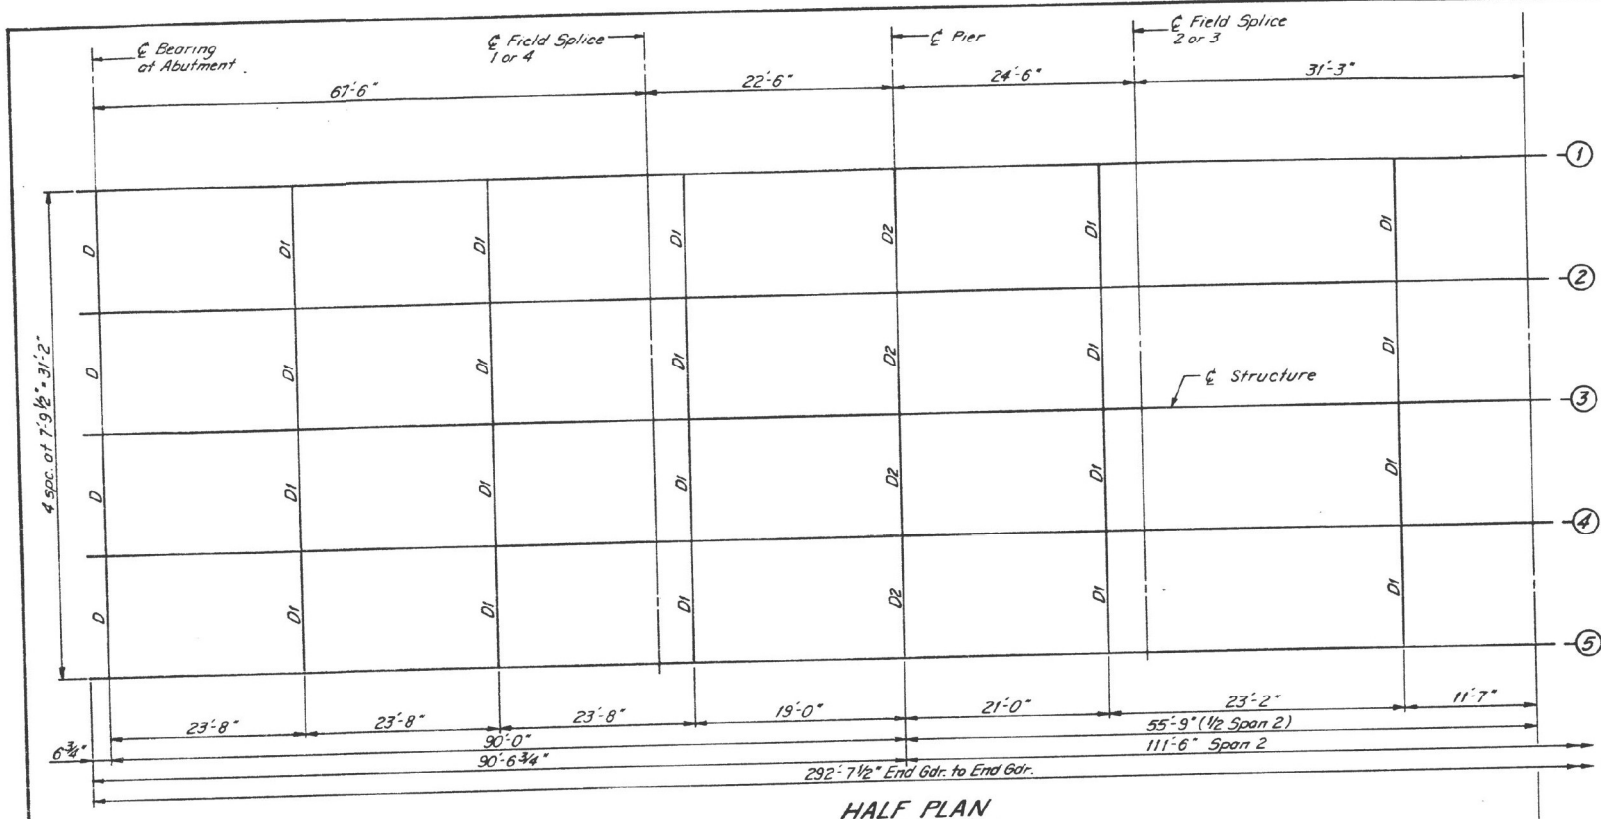 ℄ Bearing
at Abutment
℄ Field Splice
1 or 4
℄ Pier
℄ Field Splice
2 or 3
67'-6"
22'-6"
24'-6"
31'-3"
1
D
D1
D1
D1
D2
D1
D1
2
4 spc. at 7'-9½" = 31'-2"
D
D1
D1
D1
D2
D1
D1
℄ Structure
3
D
D1
D1
D1
D2
D1
D1
4
D
D1
D1
D1
D2
D1
D1
5
23'-8"
23'-8"
23'-8"
19'-0"
21'-0"
23'-2"
11'-7"
6¾"
90'-0"
55'-9" (1/2 Span 2)
90'-6¾"
111'-6" Span 2
292'-7½" End Gdr. to End Gdr.
HALF PLAN